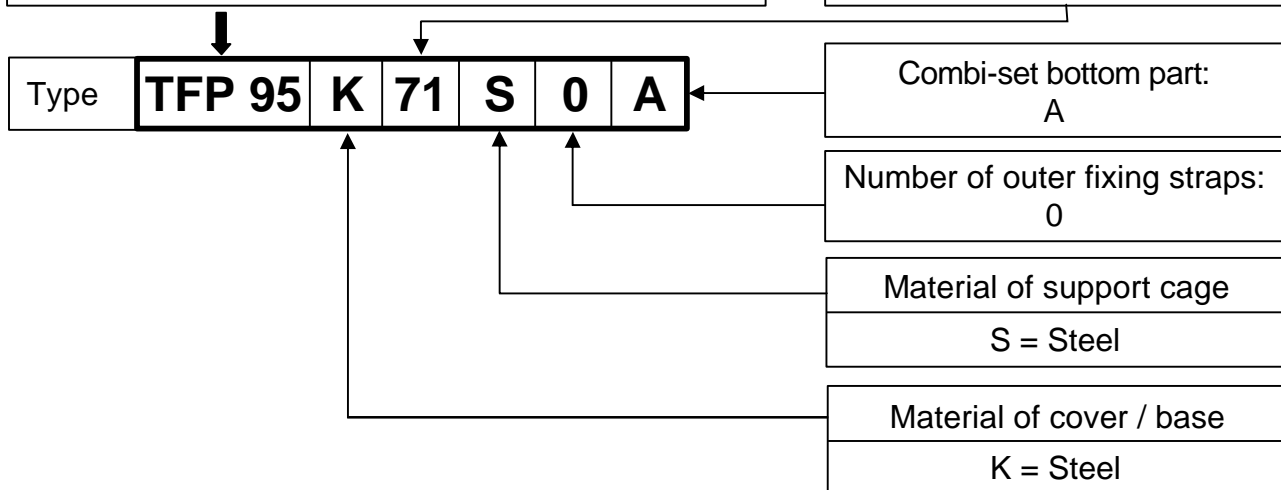 Type TFP 95 K 71 S 0 A
Combi-set bottom part:
A
Number of outer fixing straps:
0
Material of support cage
S = Steel
Material of cover / base
K = Steel